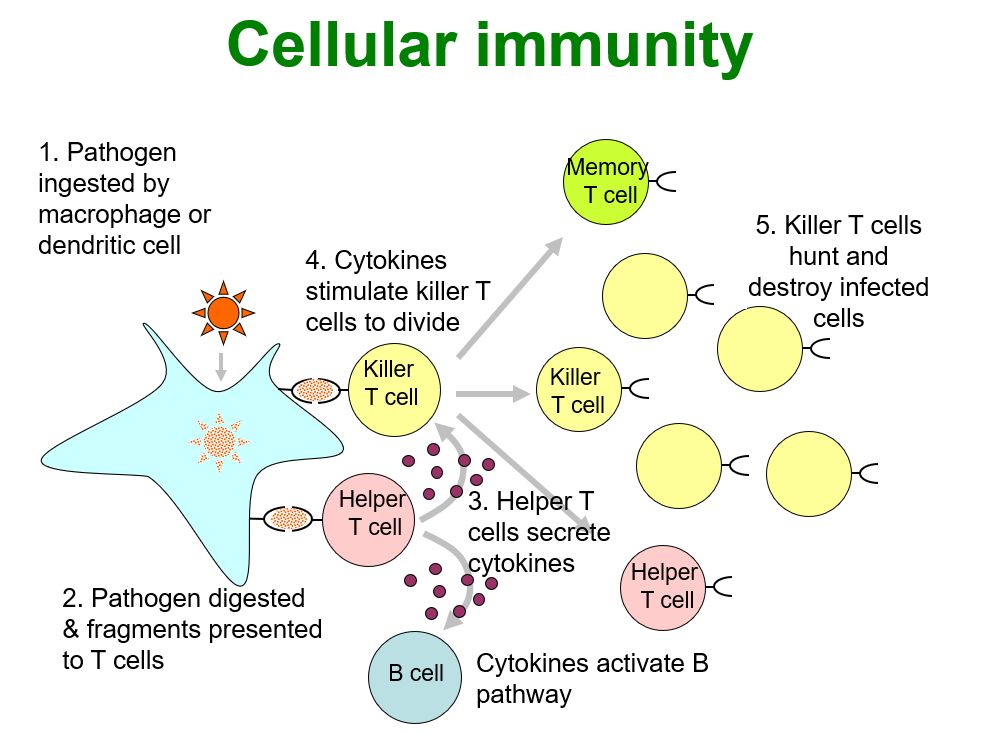 Cellular immunity
1. Pathogen
ingested by
macrophage or
dendritic cell
2. Pathogen digested
& fragments presented
to T cells
Killer
T cell
Helper
T cell
3. Helper T
cells secrete
cytokines
B cell
Cytokines activate B
pathway
4. Cytokines
stimulate killer T
cells to divide
Memory
T cell
Killer
T cell
Helper
T cell
5. Killer T cells
hunt and
destroy infected
cells